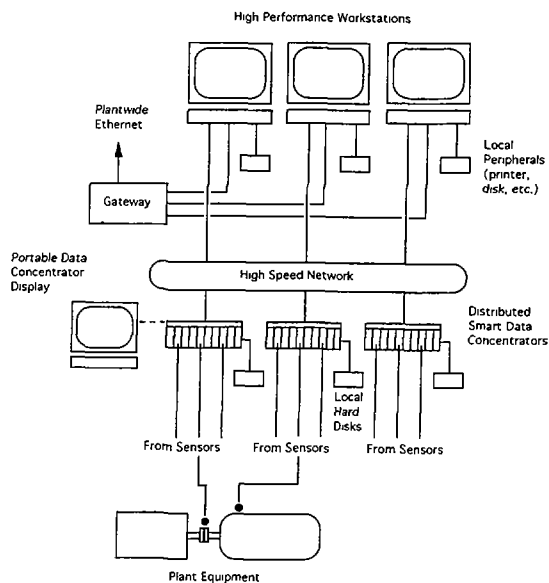 High Performance Workstations
Plantwide
Ethernet
Local
Peripherals
(printer,
disk, etc.)
Gateway
Portable Data
Concentrator
Display
High Speed Network
Distributed
Smart Data
Concentrators
Local
Hard
Disks
From Sensors
From Sensors
From Sensors
Plant Equipment